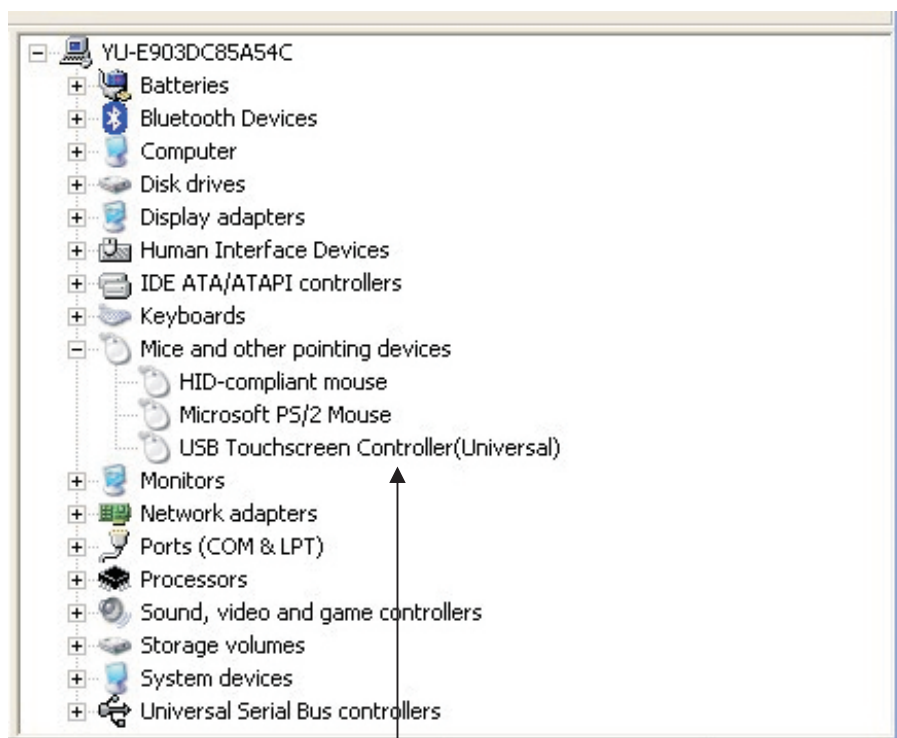 YU-E903DC85A54C
Batteries
Bluetooth Devices
Computer
Disk drives
Display adapters
Human Interface Devices
IDE ATA/ATAPI controllers
Keyboards
Mice and other pointing devices
HID-compliant mouse
Microsoft PS/2 Mouse
USB Touchscreen Controller(Universal)
Monitors
Network adapters
Ports (COM & LPT)
Processors
Sound, video and game controllers
Storage volumes
System devices
Universal Serial Bus controllers